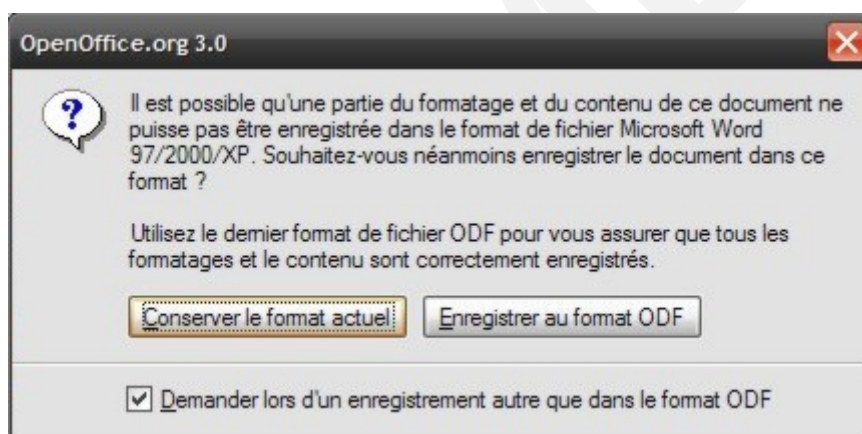 OpenOffice.org 3.0
Il est possible qu'une partie du formatage et du contenu de ce document ne
puisse pas être enregistrée dans le format de fichier Microsoft Word
97/2000/XP. Souhaitez-vous néanmoins enregistrer le document dans ce
format ?
Utilisez le dernier format de fichier ODF pour vous assurer que tous les
formatages et le contenu sont correctement enregistrés.
Conserver le format actuel Enregistrer au format ODF
Demander lors d'un enregistrement autre que dans le format ODF